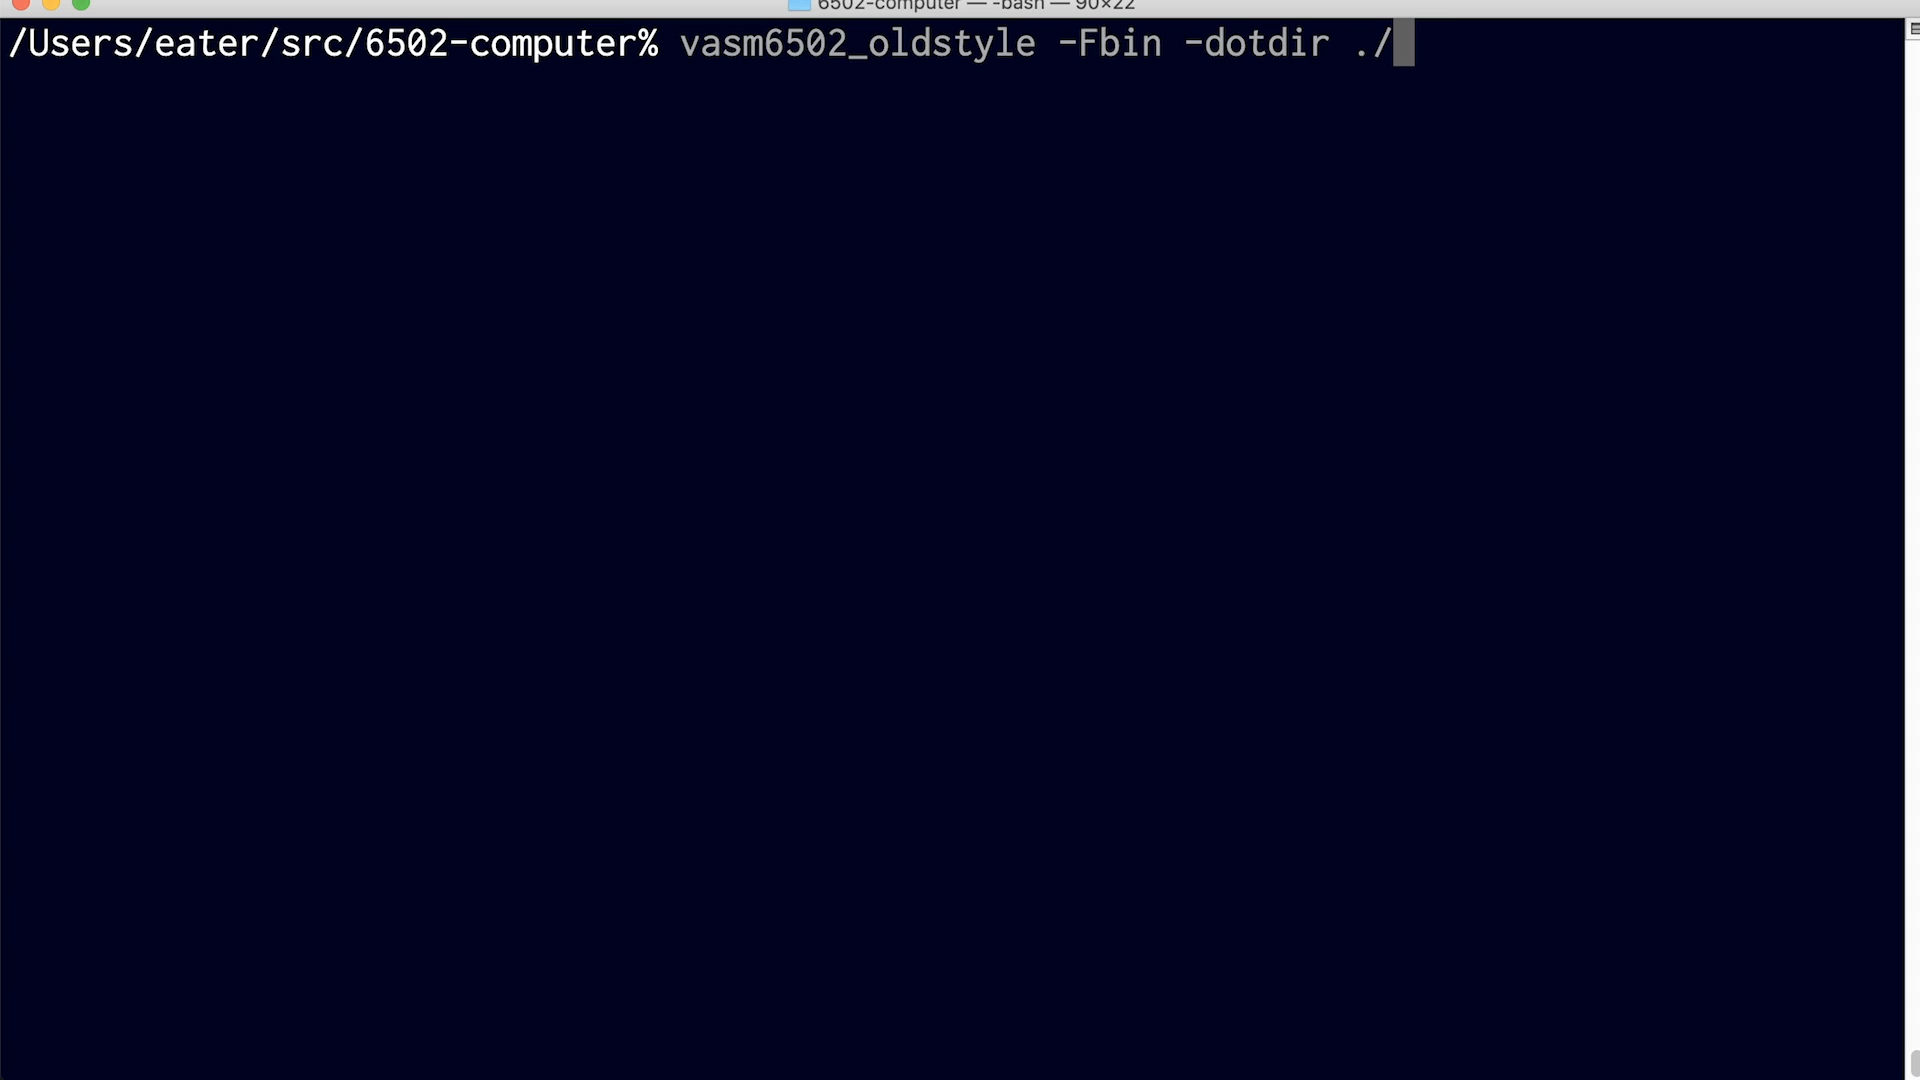 6502-computer — -bash — 90×22
/Users/eater/src/6502-computer% vasm6502_oldstyle -Fbin -dotdir ./